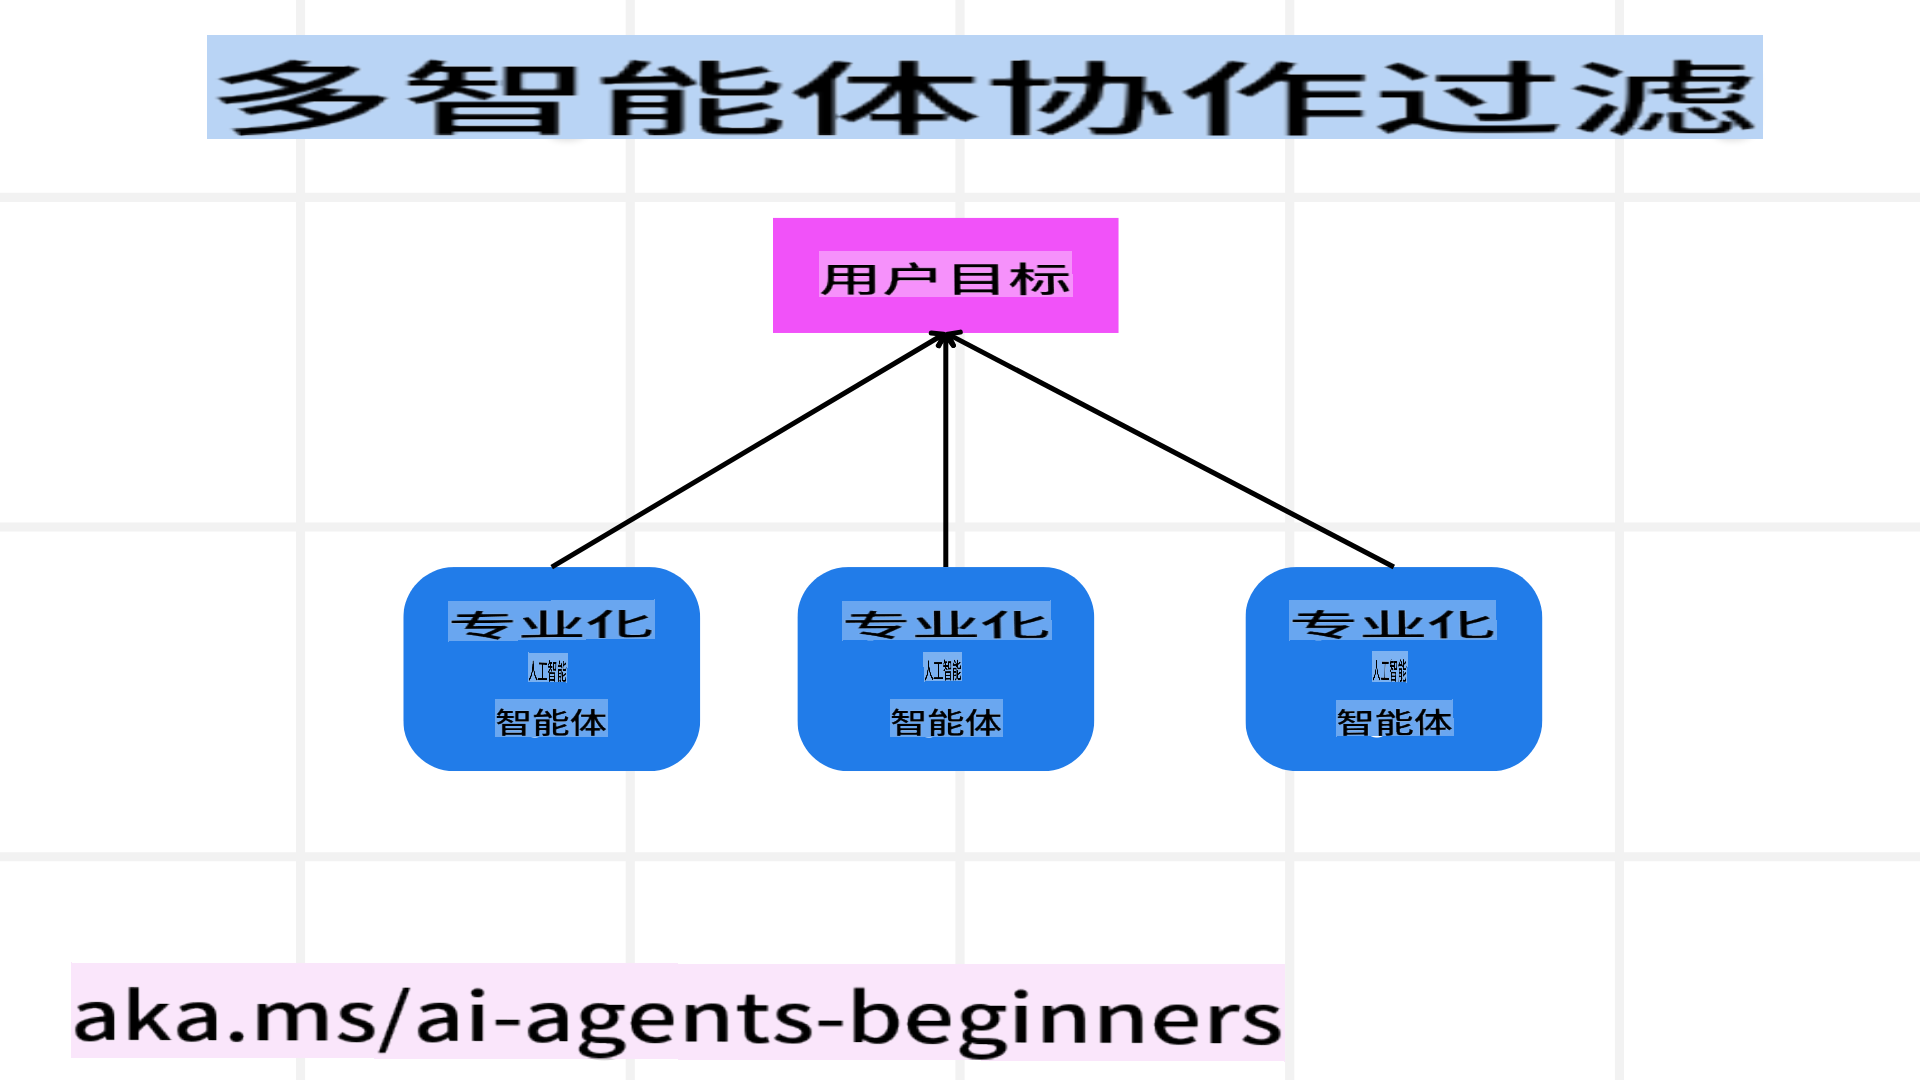 多智能体协作过滤
用户目标
专业化
人工智能
智能体
专业化
人工智能
智能体
专业化
人工智能
智能体
aka.ms/ai-agents-beginners